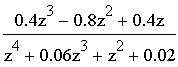 0.4z³ − 0.8z² + 0.4z
z⁴ + 0.06z³ + z² + 0.02